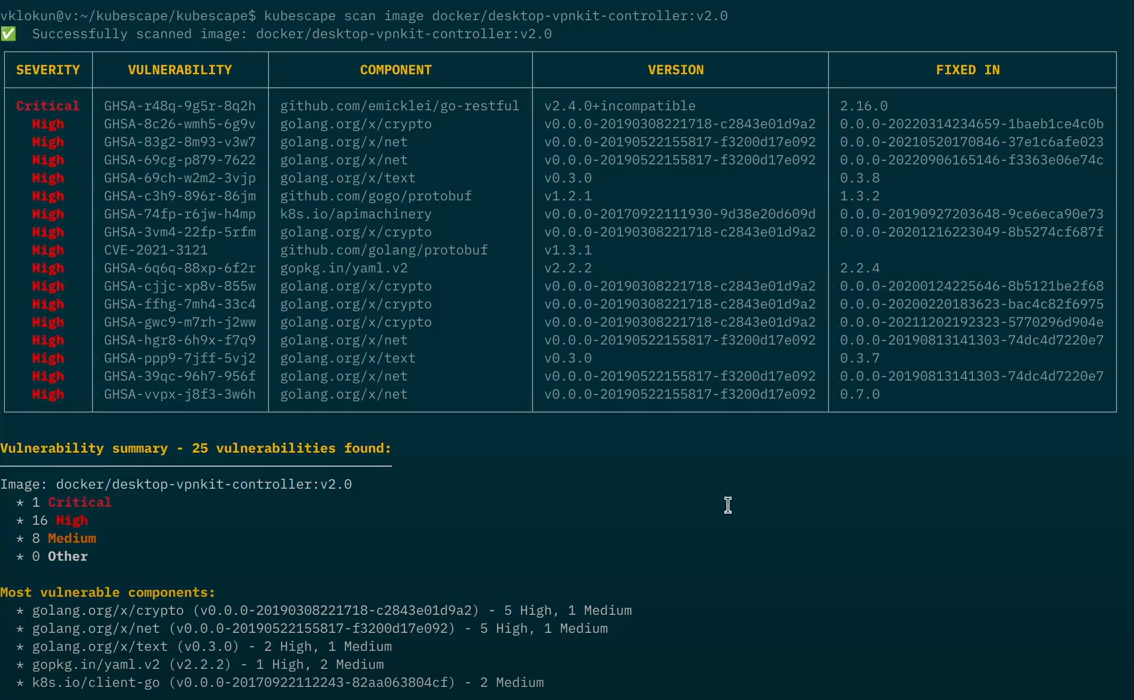 vklokun@v:~/kubescape/kubescape$ kubescape scan image docker/desktop-vpnkit-controller:v2.0
✅ Successfully scanned image: docker/desktop-vpnkit-controller:v2.0
SEVERITY VULNERABILITY COMPONENT VERSION FIXED IN
Critical GHSA-r48q-9g5r-8q2h github.com/emicklei/go-restful v2.4.0+incompatible 2.16.0
High GHSA-8c26-wmh5-6g9v golang.org/x/crypto v0.0.0-20190308221718-c2843e01d9a2 0.0.0-20220314234659-1baeb1ce4c0b
High GHSA-83g2-8m93-v3w7 golang.org/x/net v0.0.0-20190522155817-f3200d17e092 0.0.0-20210520170846-37e1c6afe023
High GHSA-69cg-p879-7622 golang.org/x/net v0.0.0-20190522155817-f3200d17e092 0.0.0-20220906165146-f3363e06e74c
High GHSA-69ch-w2m2-3vjp golang.org/x/text v0.3.0 0.3.8
High GHSA-c3h9-896r-86jm github.com/gogo/protobuf v1.2.1 1.3.2
High GHSA-74fp-r6jw-h4mp k8s.io/apimachinery v0.0.0-20170922111930-9d38e20d609d 0.0.0-20190927203648-9ce6eca90e73
High GHSA-3vm4-22fp-5rfm golang.org/x/crypto v0.0.0-20190308221718-c2843e01d9a2 0.0.0-20201216223049-8b5274cf687f
High CVE-2021-3121 github.com/golang/protobuf v1.3.1
High GHSA-6q6q-88xp-6f2r gopkg.in/yaml.v2 v2.2.2 2.2.4
High GHSA-cjjc-xp8v-855w golang.org/x/crypto v0.0.0-20190308221718-c2843e01d9a2 0.0.0-20200124225646-8b5121be2f68
High GHSA-ffhg-7mh4-33c4 golang.org/x/crypto v0.0.0-20190308221718-c2843e01d9a2 0.0.0-20200220183623-bac4c82f6975
High GHSA-gwc9-m7rh-j2ww golang.org/x/crypto v0.0.0-20190308221718-c2843e01d9a2 0.0.0-20211202192323-5770296d904e
High GHSA-hgr8-6h9x-f7q9 golang.org/x/net v0.0.0-20190522155817-f3200d17e092 0.0.0-20190813141303-74dc4d7220e7
High GHSA-ppp9-7jff-5vj2 golang.org/x/text v0.3.0 0.3.7
High GHSA-39qc-96h7-956f golang.org/x/net v0.0.0-20190522155817-f3200d17e092 0.0.0-20190813141303-74dc4d7220e7
High GHSA-vvpx-j8f3-3w6h golang.org/x/net v0.0.0-20190522155817-f3200d17e092 0.7.0
Vulnerability summary - 25 vulnerabilities found:
Image: docker/desktop-vpnkit-controller:v2.0
* 1 Critical
* 16 High
* 8 Medium
* 0 Other
Most vulnerable components:
* golang.org/x/crypto (v0.0.0-20190308221718-c2843e01d9a2) - 5 High, 1 Medium
* golang.org/x/net (v0.0.0-20190522155817-f3200d17e092) - 5 High, 1 Medium
* golang.org/x/text (v0.3.0) - 2 High, 1 Medium
* gopkg.in/yaml.v2 (v2.2.2) - 1 High, 2 Medium
* k8s.io/client-go (v0.0.0-20170922112243-82aa063804cf) - 2 Medium